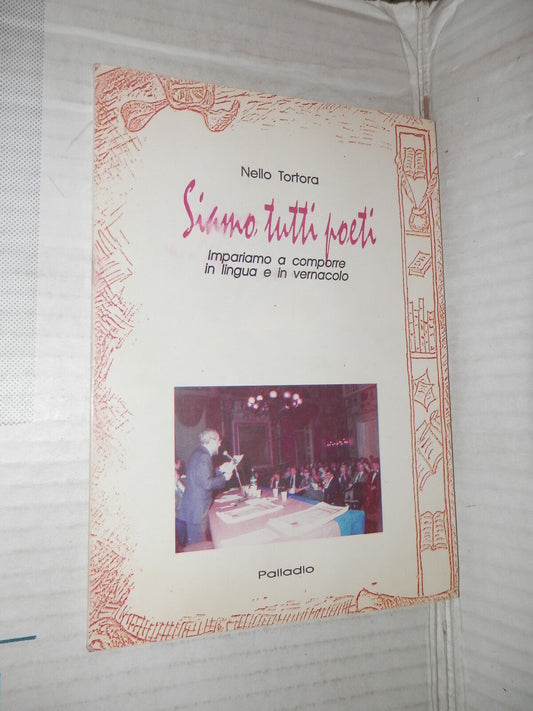 Nello Tortora
Siamo tutti poeti
Impariamo a comporre
in lingua e in vernacolo
Palladio